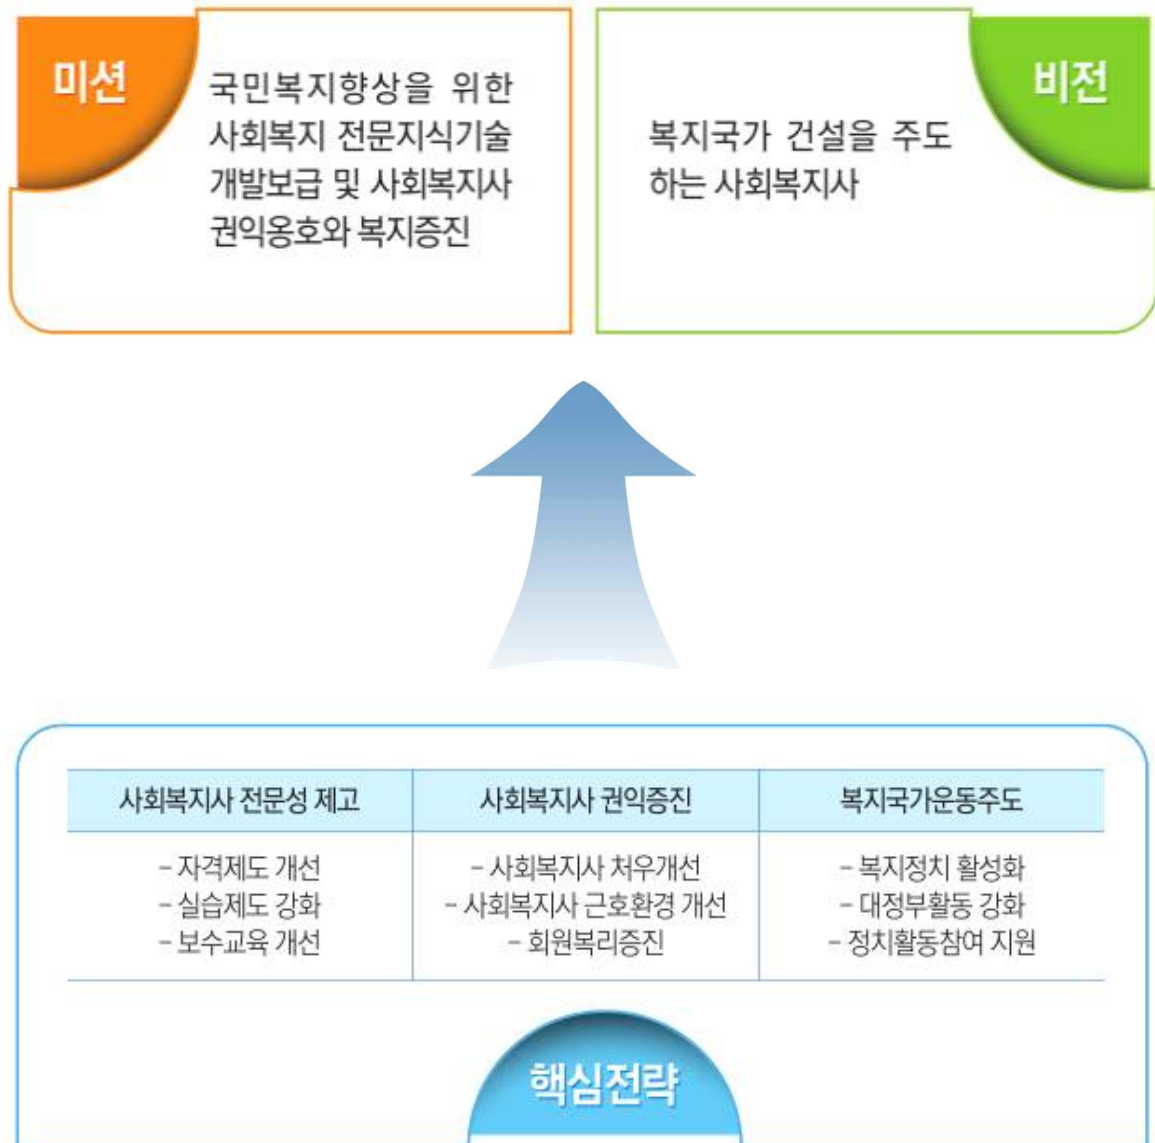 미션
국민복지향상을 위한
사회복지 전문지식기술
개발보급 및 사회복지사
권익옹호와 복지증진
비전
복지국가 건설을 주도
하는 사회복지사
사회복지사 전문성 제고
- 자격제도 개선
- 실습제도 강화
- 보수교육 개선
사회복지사 권익증진
- 사회복지사 처우개선
- 사회복지사 근호환경 개선
- 회원복리증진
복지국가운동주도
- 복지정치 활성화
- 대정부활동 강화
- 정치활동참여 지원
핵심전략